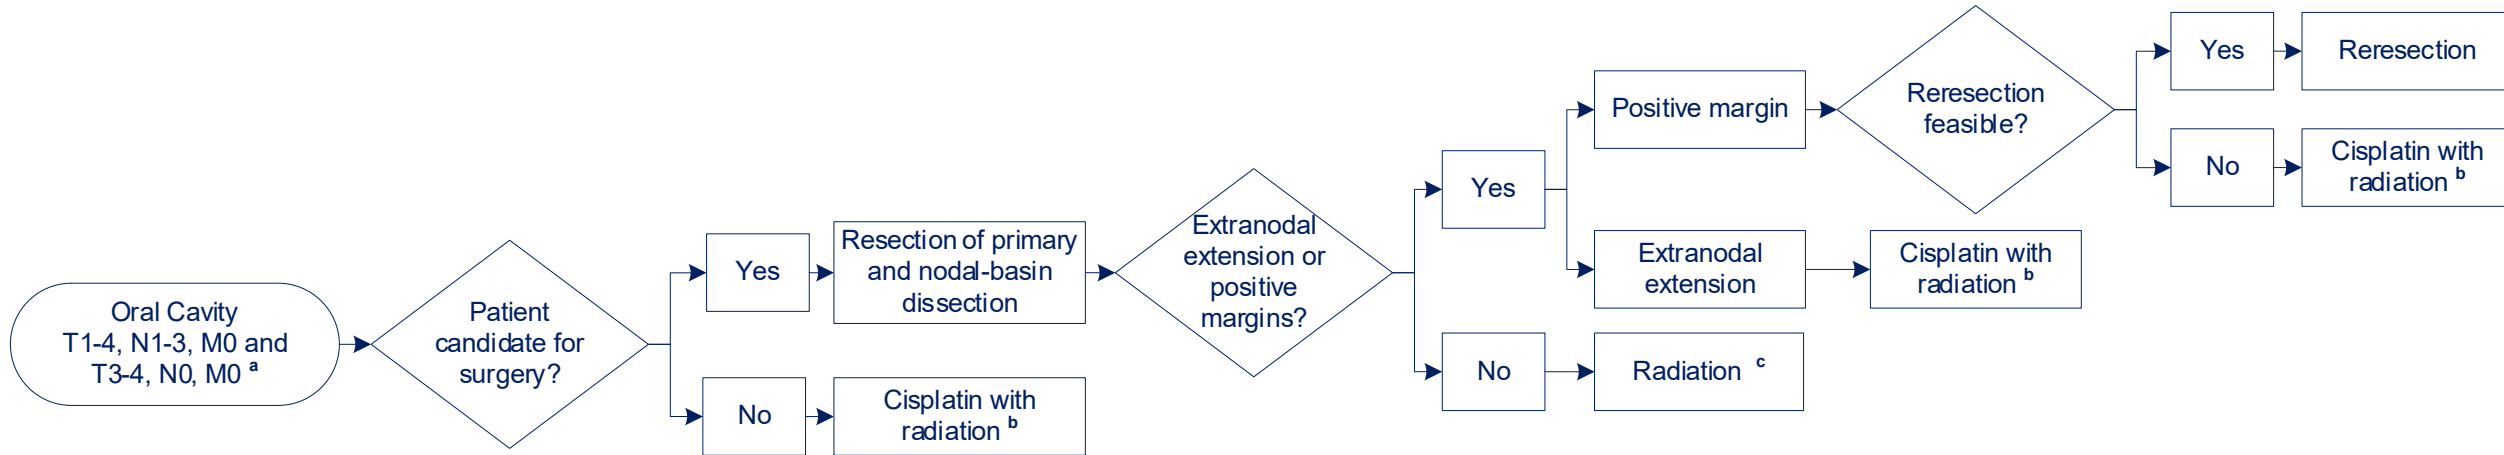 Oral Cavity
T1-4, N1-3, M0 and
T3-4, N0, M0 a
Patient
candidate for
surgery?
Yes
Resection of primary
and nodal-basin
dissection
No
Cisplatin with
radiation b
Extranodal
extension or
positive
margins?
Yes
Positive margin
Reresection
feasible?
Yes
Reresection
No
Cisplatin with
radiation b
Extranodal
extension
Cisplatin with
radiation b
No
Radiation c